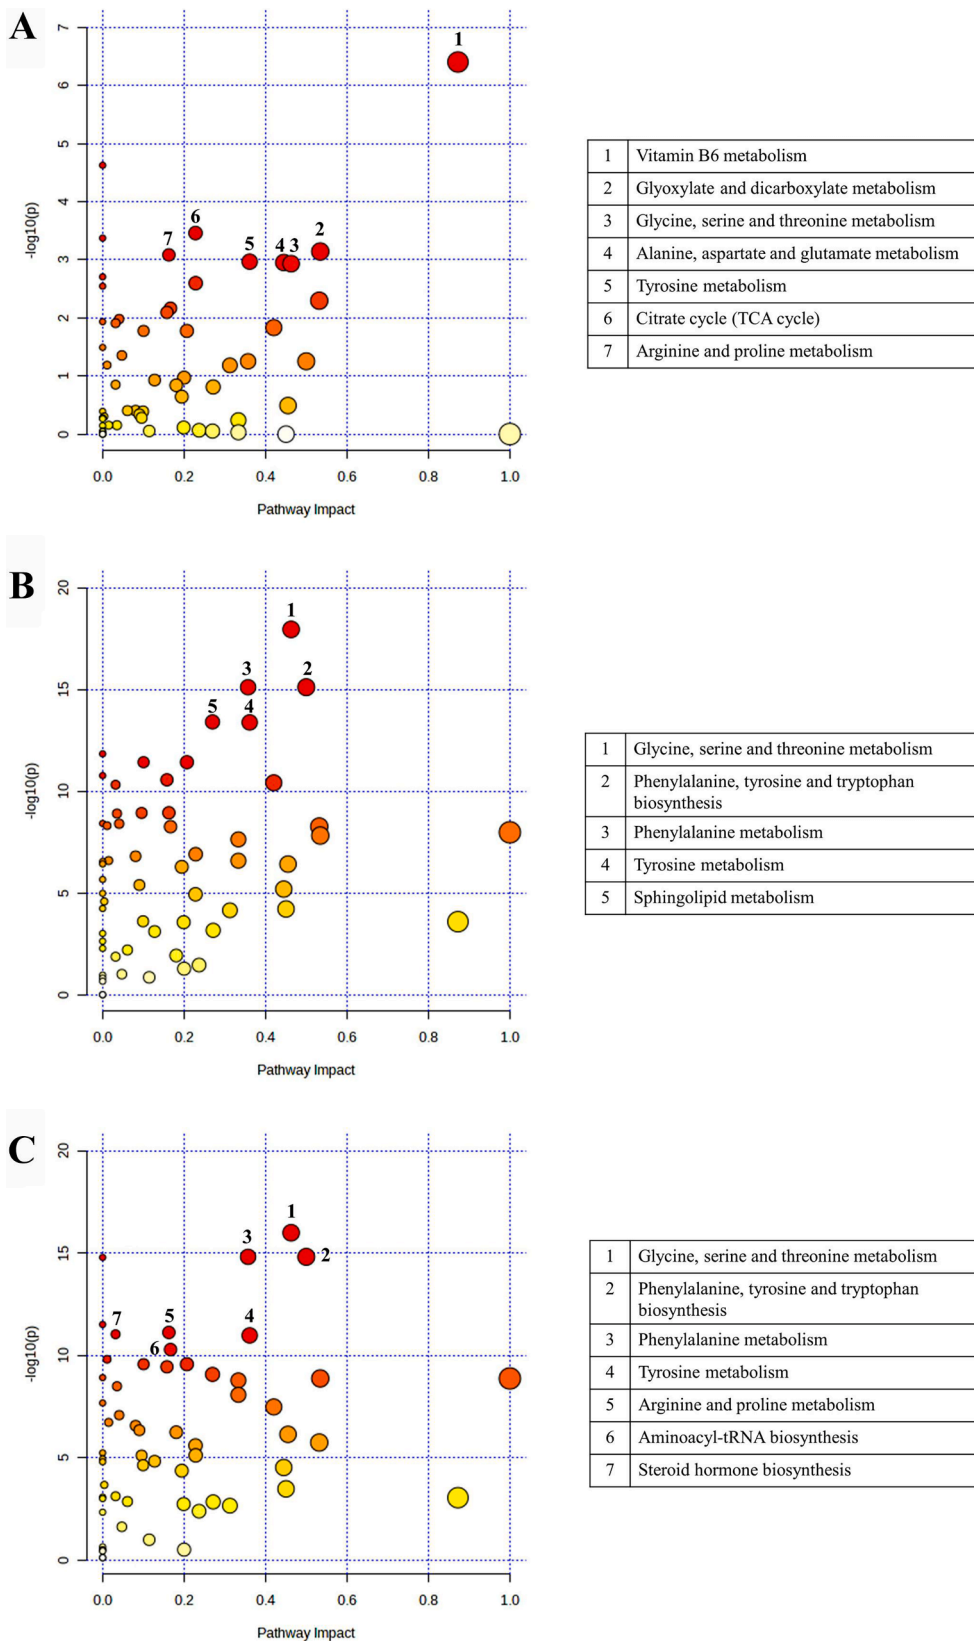 A
7
6
5
4
3
2
1
0
-log10(p)
1
6
7
5
4
3
2
0.0
0.2
0.4
0.6
0.8
1.0
Pathway Impact
1 Vitamin B6 metabolism
2 Glyoxylate and dicarboxylate metabolism
3 Glycine, serine and threonine metabolism
4 Alanine, aspartate and glutamate metabolism
5 Tyrosine metabolism
6 Citrate cycle (TCA cycle)
7 Arginine and proline metabolism
B
20
15
10
5
0
-log10(p)
1
3
2
5
4
0.0
0.2
0.4
0.6
0.8
1.0
Pathway Impact
1 Glycine, serine and threonine metabolism
2 Phenylalanine, tyrosine and tryptophan
biosynthesis
3 Phenylalanine metabolism
4 Tyrosine metabolism
5 Sphingolipid metabolism
C
20
15
10
5
0
-log10(p)
1
3
2
7
5
4
6
0.0
0.2
0.4
0.6
0.8
1.0
Pathway Impact
1 Glycine, serine and threonine metabolism
2 Phenylalanine, tyrosine and tryptophan
biosynthesis
3 Phenylalanine metabolism
4 Tyrosine metabolism
5 Arginine and proline metabolism
6 Aminoacyl-tRNA biosynthesis
7 Steroid hormone biosynthesis